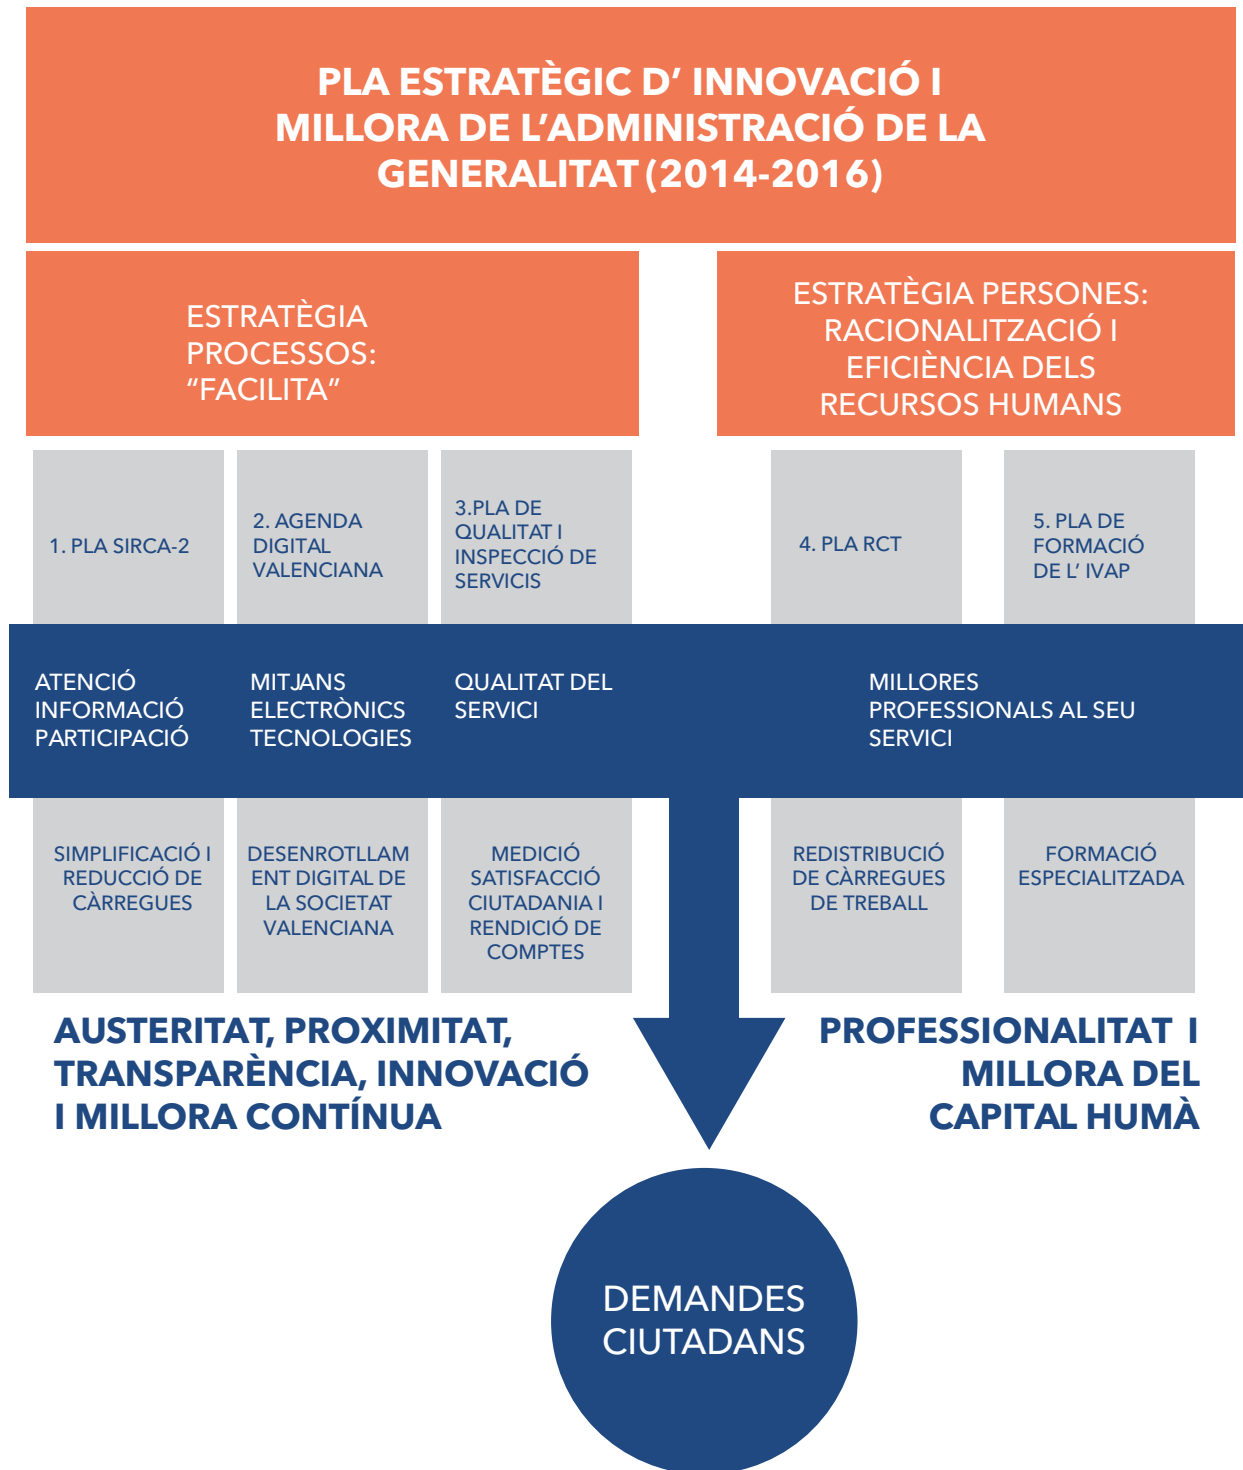 PLA ESTRATÈGIC D’ INNOVACIÓ I
MILLORA DE L’ADMINISTRACIÓ DE LA
GENERALITAT (2014-2016)
ESTRATÈGIA
PROCESSOS:
“FACILITA”
ESTRATÈGIA PERSONES:
RACIONALITZACIÓ I
EFICIÈNCIA DELS
RECURSOS HUMANS
1. PLA SIRCA-2
2. AGENDA
DIGITAL
VALENCIANA
3.PLA DE
QUALITAT I
INSPECCIÓ DE
SERVICIS
4. PLA RCT
5. PLA DE
FORMACIÓ
DE L’ IVAP
ATENCIÓ
INFORMACIÓ
PARTICIPACIÓ
MITJANS
ELECTRÒNICS
TECNOLOGIES
QUALITAT DEL
SERVICI
MILLORES
PROFESSIONALS AL SEU
SERVICI
SIMPLIFICACIÓ I
REDUCCIÓ DE
CÀRREGUES
DESENROTLLAM
ENT DIGITAL DE
LA SOCIETAT
VALENCIANA
MEDICIÓ
SATISFACCIÓ
CIUTADANIA I
RENDICIÓ DE
COMPTES
REDISTRIBUCIÓ
DE CÀRREGUES
DE TREBALL
FORMACIÓ
ESPECIALITZADA
AUSTERITAT, PROXIMITAT,
TRANSPARÈNCIA, INNOVACIÓ
I MILLORA CONTÍNUA
PROFESSIONALITAT I
MILLORA DEL
CAPITAL HUMÀ
DEMANDES
CIUTADANS